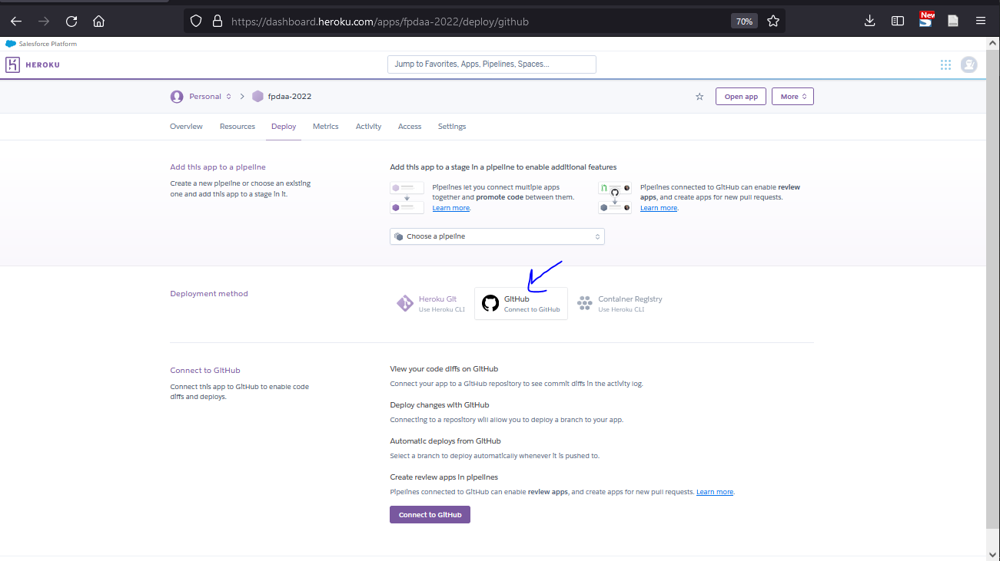 https://dashboard.heroku.com/apps/fpdaa-2022/deploy/github
70%
New
Salesforce Platform
HEROKU
Jump to Favorites, Apps, Pipelines, Spaces...
Personal
fpdaa-2022
Open app
More
Overview
Resources
Deploy
Metrics
Activity
Access
Settings
Add this app to a pipeline
Create a new pipeline or choose an existing
one and add this app to a stage in it.
Add this app to a stage in a pipeline to enable additional features
Pipelines let you connect multiple apps
together and promote code between them.
Learn more.
Pipelines connected to GitHub can enable review
apps, and create apps for new pull requests.
Learn more.
Choose a pipeline
Deployment method
Heroku Git
Use Heroku CLI
GitHub
Connect to GitHub
Container Registry
Use Heroku CLI
Connect to GitHub
Connect this app to GitHub to enable code
diffs and deploys.
View your code diffs on GitHub
Connect your app to a GitHub repository to see commit diffs in the activity log.
Deploy changes with GitHub
Connecting to a repository will allow you to deploy a branch to your app.
Automatic deploys from GitHub
Select a branch to deploy automatically whenever it is pushed to.
Create review apps in pipelines
Pipelines connected to GitHub can enable review apps, and create apps for new pull requests. Learn more.
Connect to GitHub